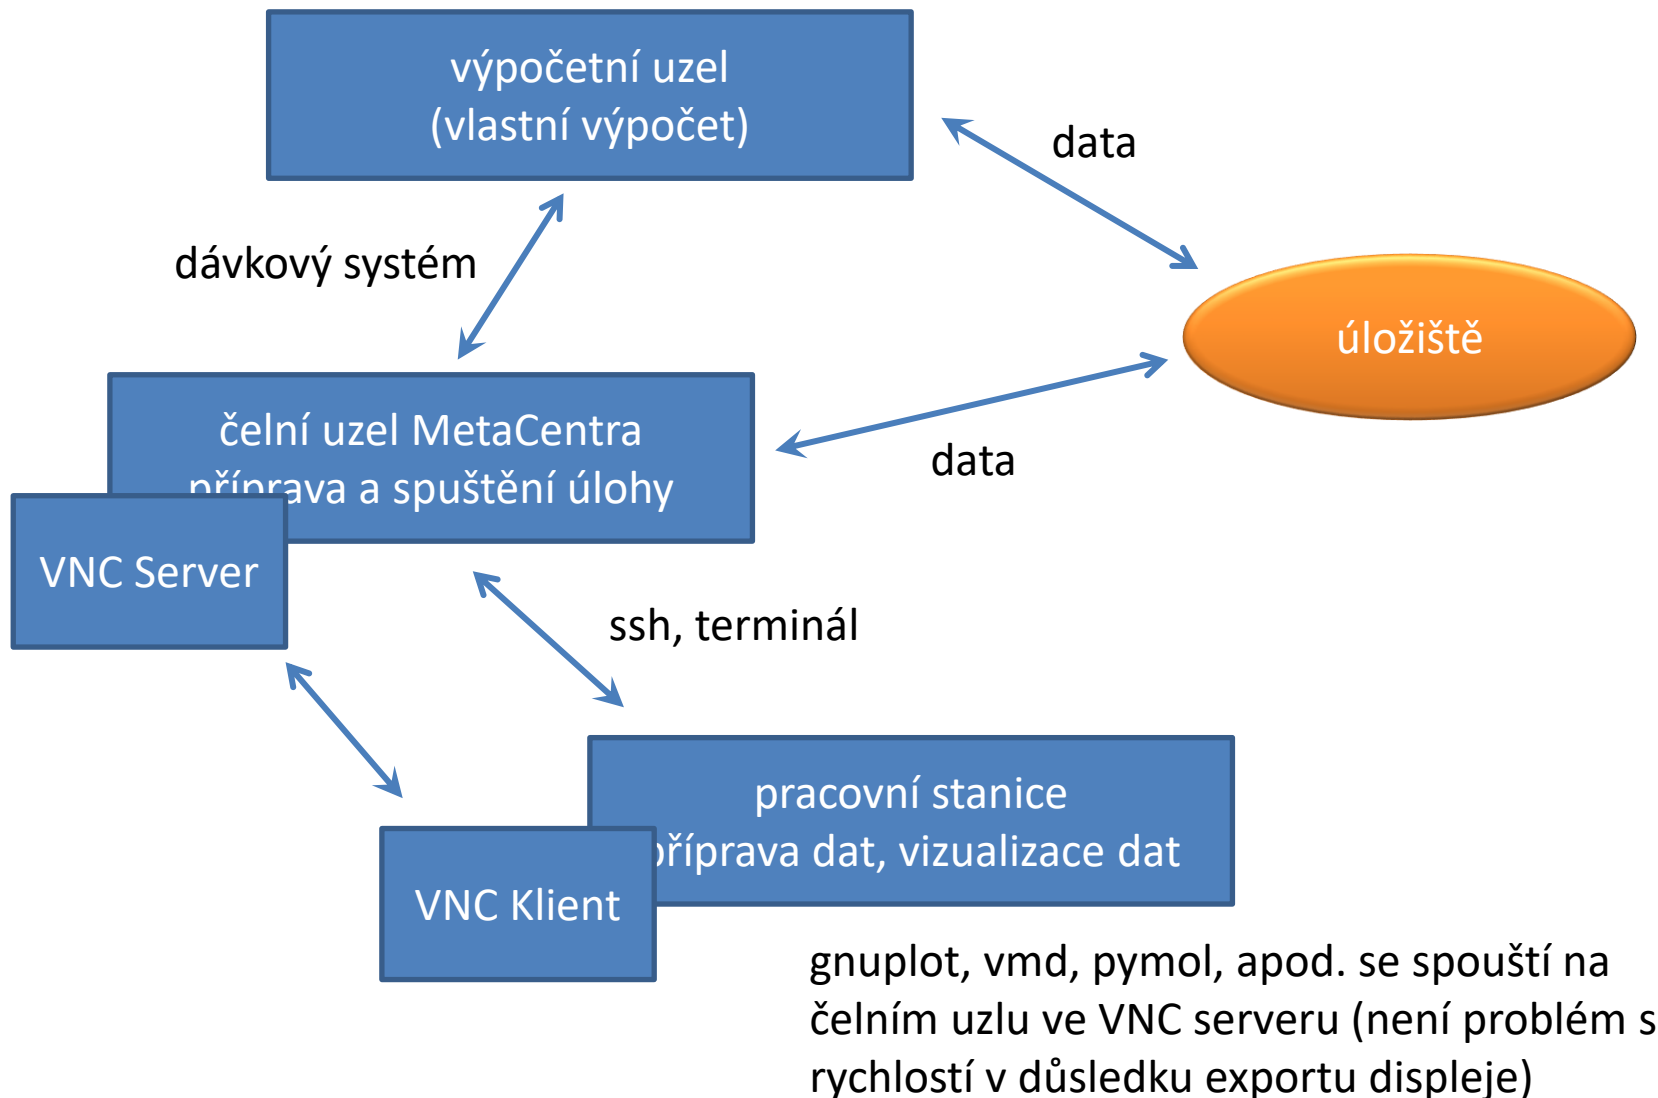 výpočetní uzel
(vlastní výpočet)
data
dávkový systém
úložiště
čelní uzel MetaCentra
příprava a spuštění úlohy
data
VNC Server
ssh, terminál
pracovní stanice
příprava dat, vizualizace dat
VNC Klient
gnuplot, vmd, pymol, apod. se spouští na
čelním uzlu ve VNC serveru (není problém s
rychlostí v důsledku exportu displeje)